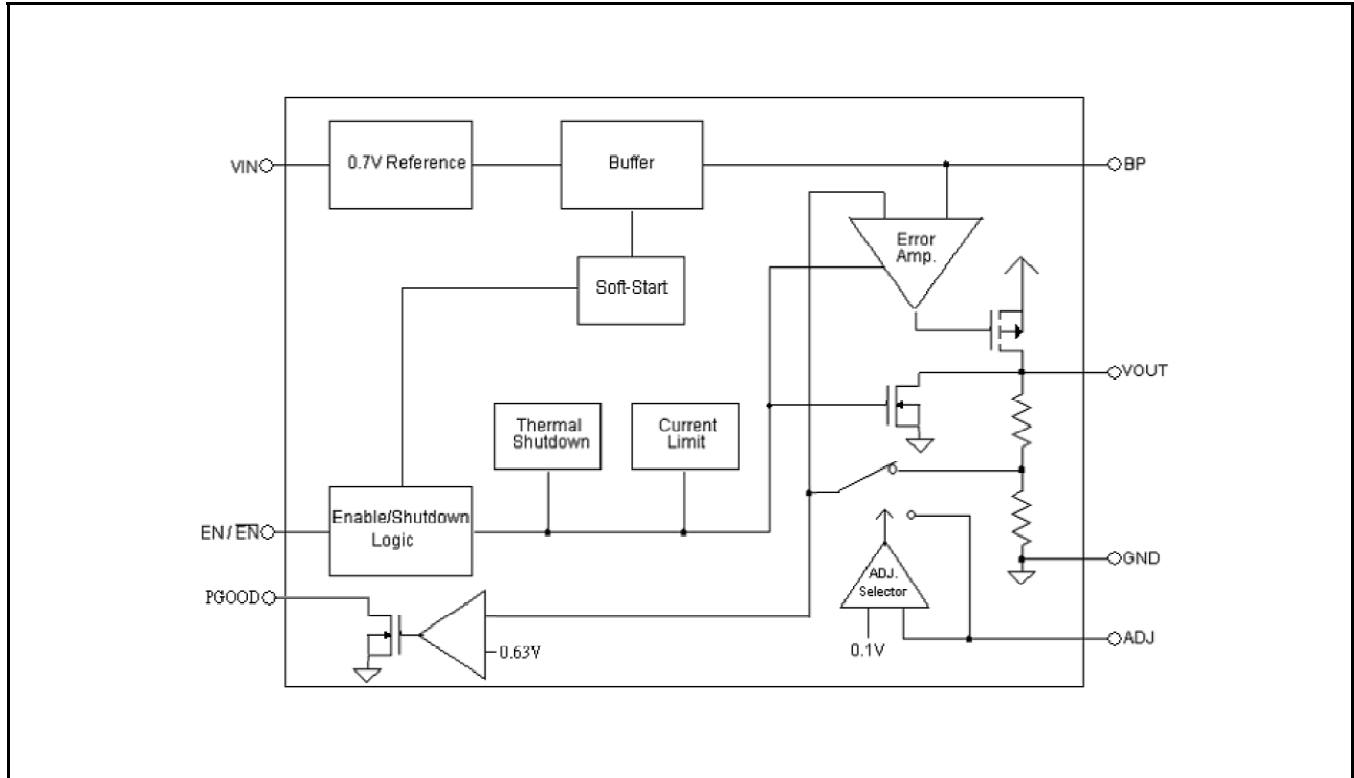 VIN
0.7V Reference
Buffer
BP
Error
Amp.
Soft-Start
VOUT
Thermal
Shutdown
Current
Limit
EN / E̅N̅
Enable/Shutdown
Logic
GND
PGOOD
ADJ.
Selector
0.63V
0.1V
ADJ